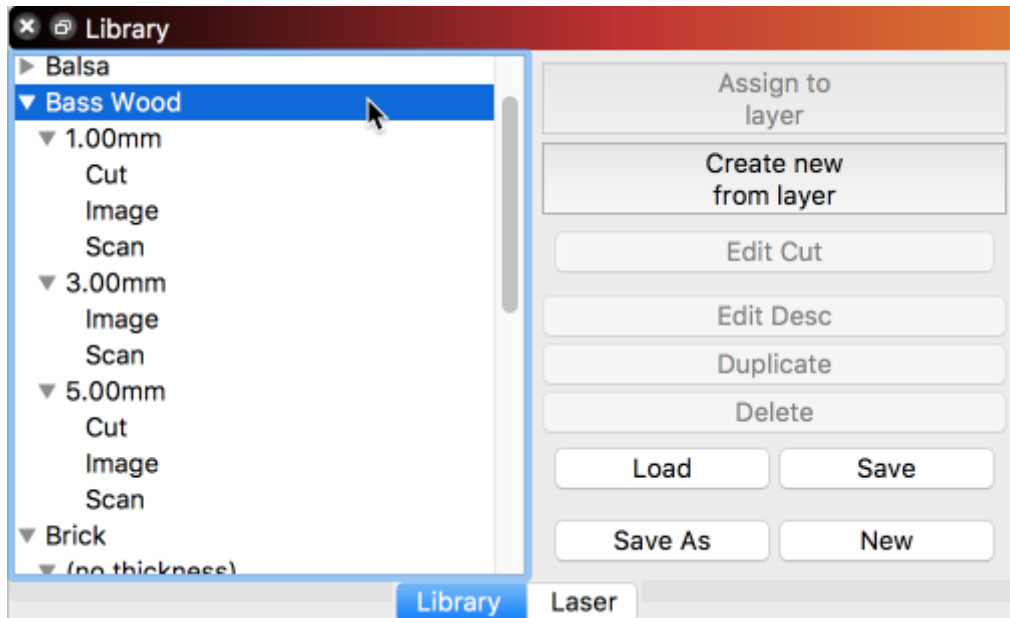 Library
Balsa
Bass Wood
1.00mm
Cut
Image
Scan
3.00mm
Image
Scan
5.00mm
Cut
Image
Scan
Brick
(no thickness)
Assign to
layer
Create new
from layer
Edit Cut
Edit Desc
Duplicate
Delete
Load Save
Save As New
Library Laser